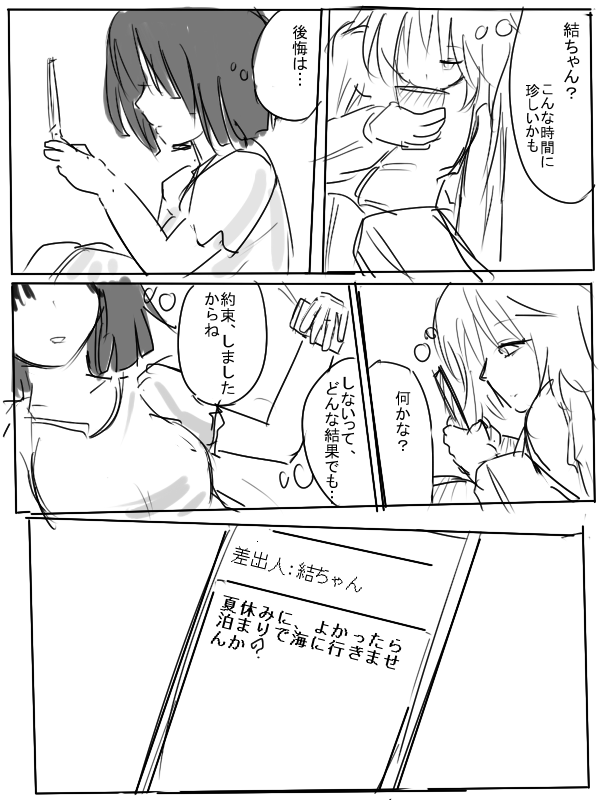 結ちゃん?
こんな時間に
珍しいかも
後悔は…
何かな?
しないって、
どんな結果でも…
約束、しました
からね
差出人:結ちゃん
夏休みに、よかったら
泊まりで海に行きませ
んか?